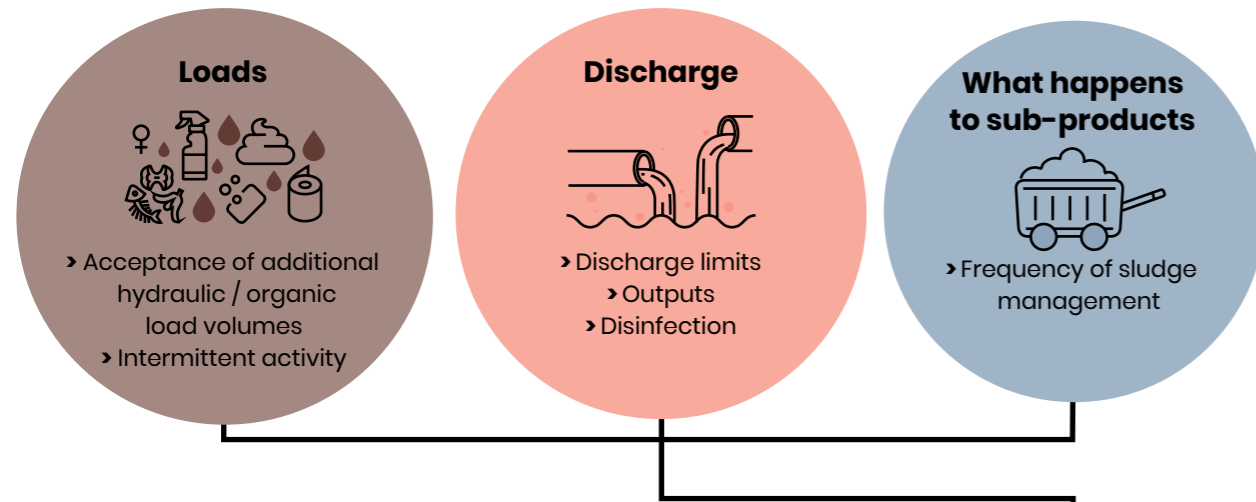 Loads
› Acceptance of additional
hydraulic / organic
load volumes
› Intermittent activity
Discharge
› Discharge limits
› Outputs
› Disinfection
What happens
to sub-products
› Frequency of sludge
management